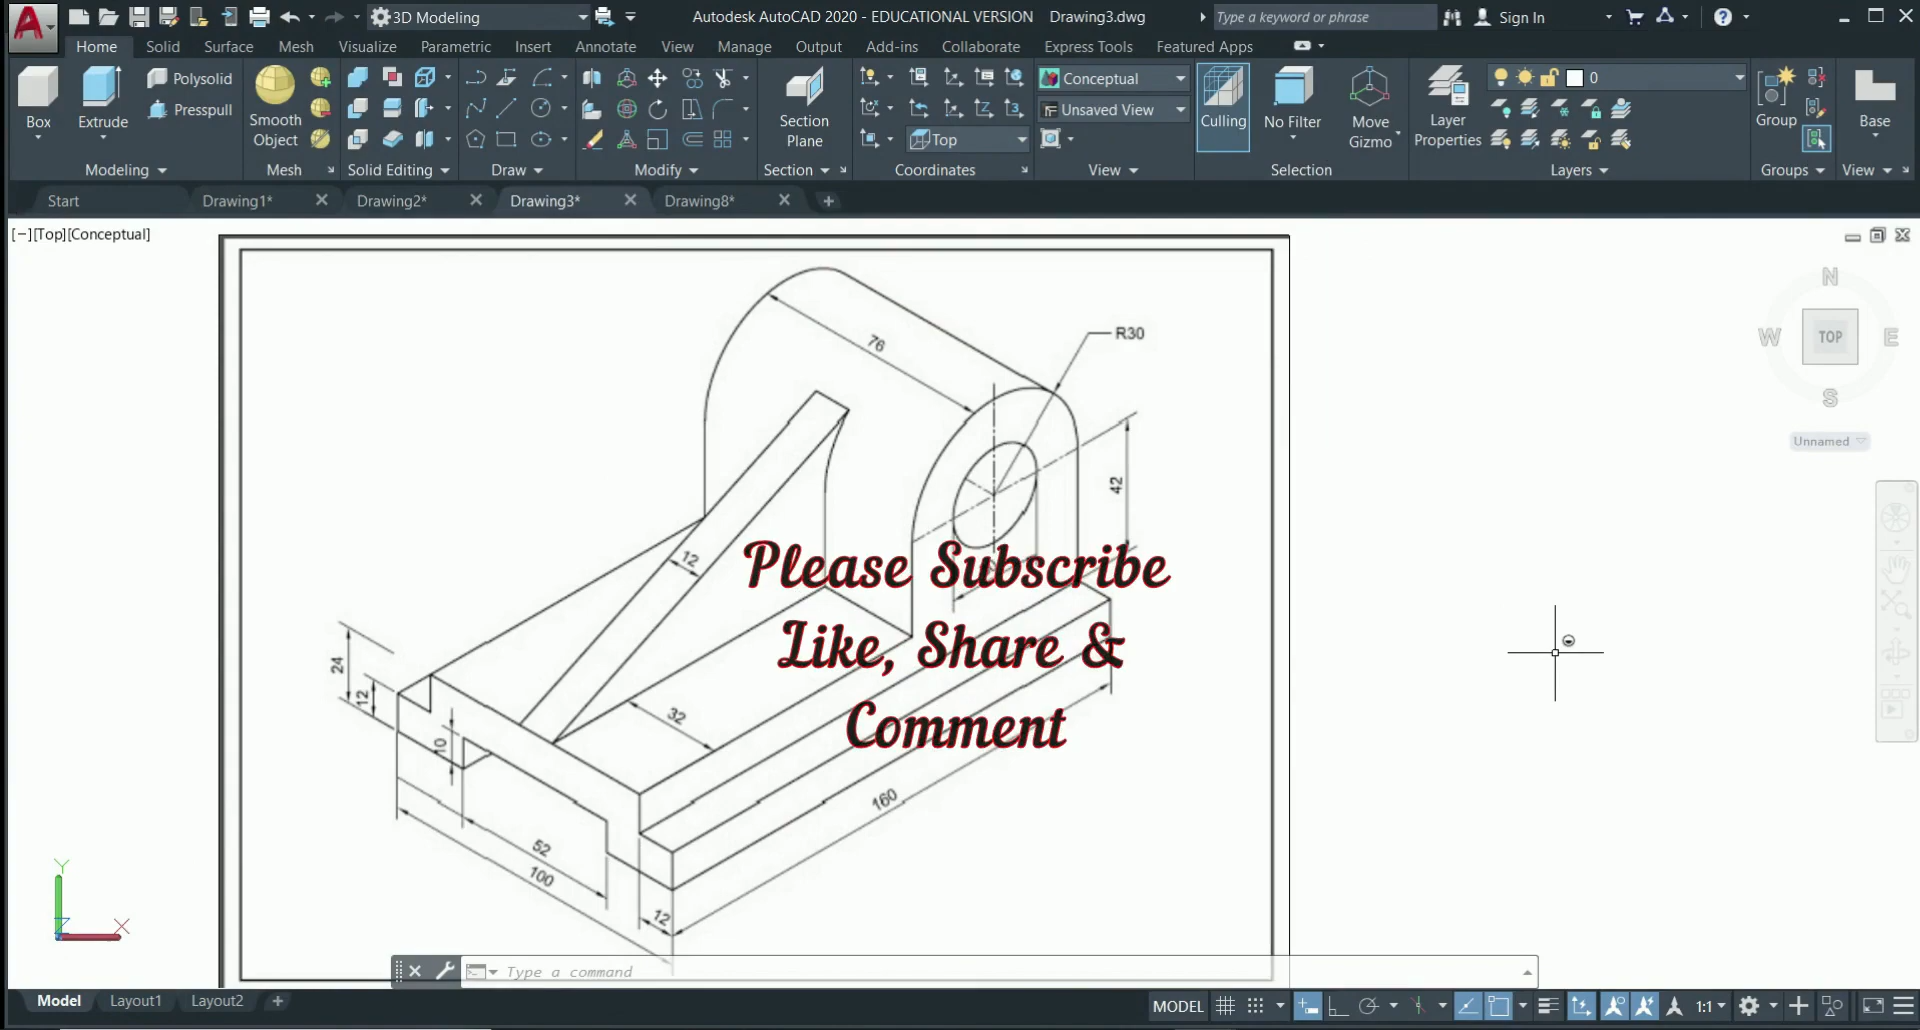 3D Modeling Autodesk AutoCAD 2020 - EDUCATIONAL VERSION Drawing3.dwg Type a keyword or phrase Sign In
Home Solid Surface Mesh Visualize Parametric Insert Annotate View Manage Output Add-ins Collaborate Express Tools Featured Apps
Box
Extrude
Polysolid
Presspull
Smooth
Object
Section
Plane
Top
Conceptual
Unsaved View
Culling
No Filter
Move
Gizmo
Layer
Properties
0
Group
Base
Modeling Mesh Solid Editing Draw Modify Section Coordinates View Selection Layers Groups View
Start Drawing1* Drawing2* Drawing3* Drawing8*
[−][Top][Conceptual]
N
W TOP E
S
Unnamed
76
R30
42
12
24
12
10
32
52
100
160
12
Please Subscribe
Like, Share &
Comment
Y
X
Type a command
Model Layout1 Layout2
MODEL 1:1